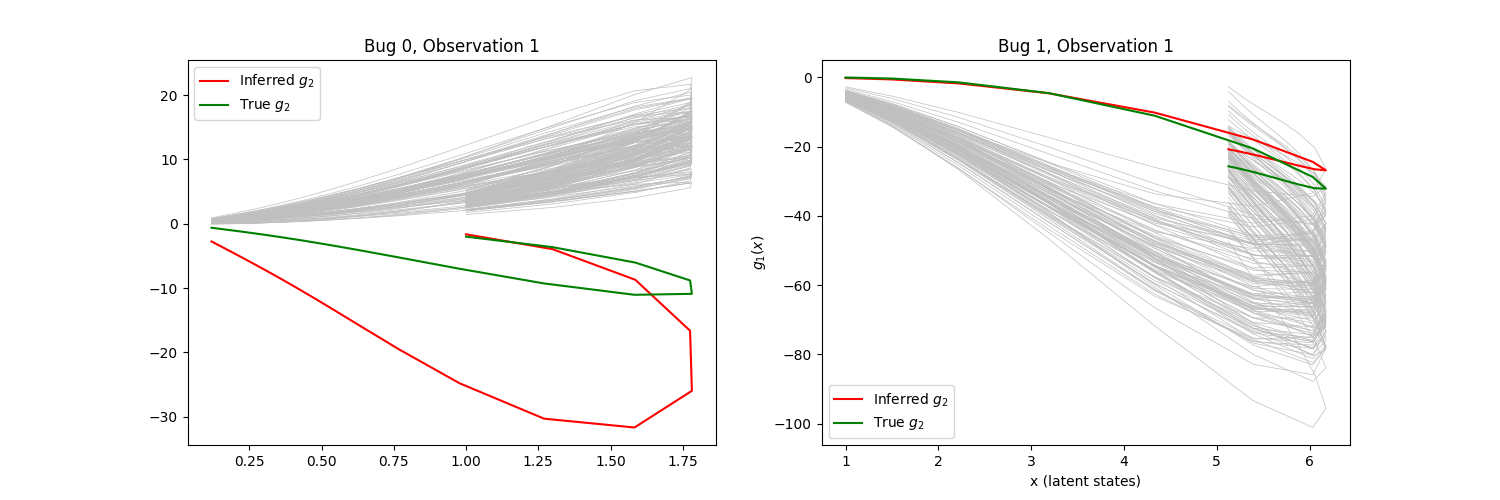 Bug 0, Observation 1
Inferred g₂
True g₂
20
10
0
−10
−20
−30
0.25 0.50 0.75 1.00 1.25 1.50 1.75
Bug 1, Observation 1
g₁(x)
0
−20
−40
−60
−80
−100
Inferred g₂
True g₂
1 2 3 4 5 6
x (latent states)